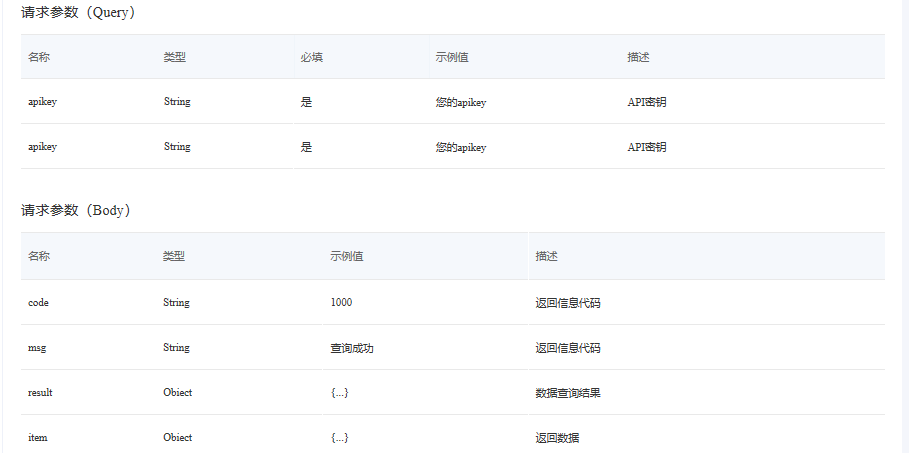 请求参数（Query）
名称 类型 必填 示例值 描述
apikey String 是 您的apikey API密钥
apikey String 是 您的apikey API密钥
请求参数（Body）
名称 类型 示例值 描述
code String 1000 返回信息代码
msg String 查询成功 返回信息代码
result Obiect {...} 数据查询结果
item Obiect {...} 返回数据